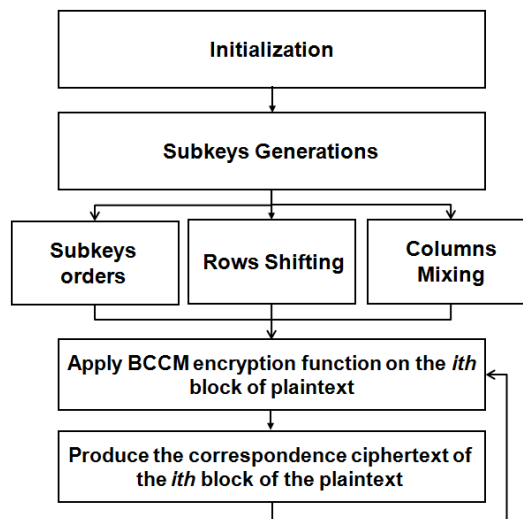 Initialization
Subkeys Generations
Subkeys
orders
Rows Shifting
Columns
Mixing
Apply BCCM encryption function on the ith
block of plaintext
Produce the correspondence ciphertext of
the ith block of the plaintext